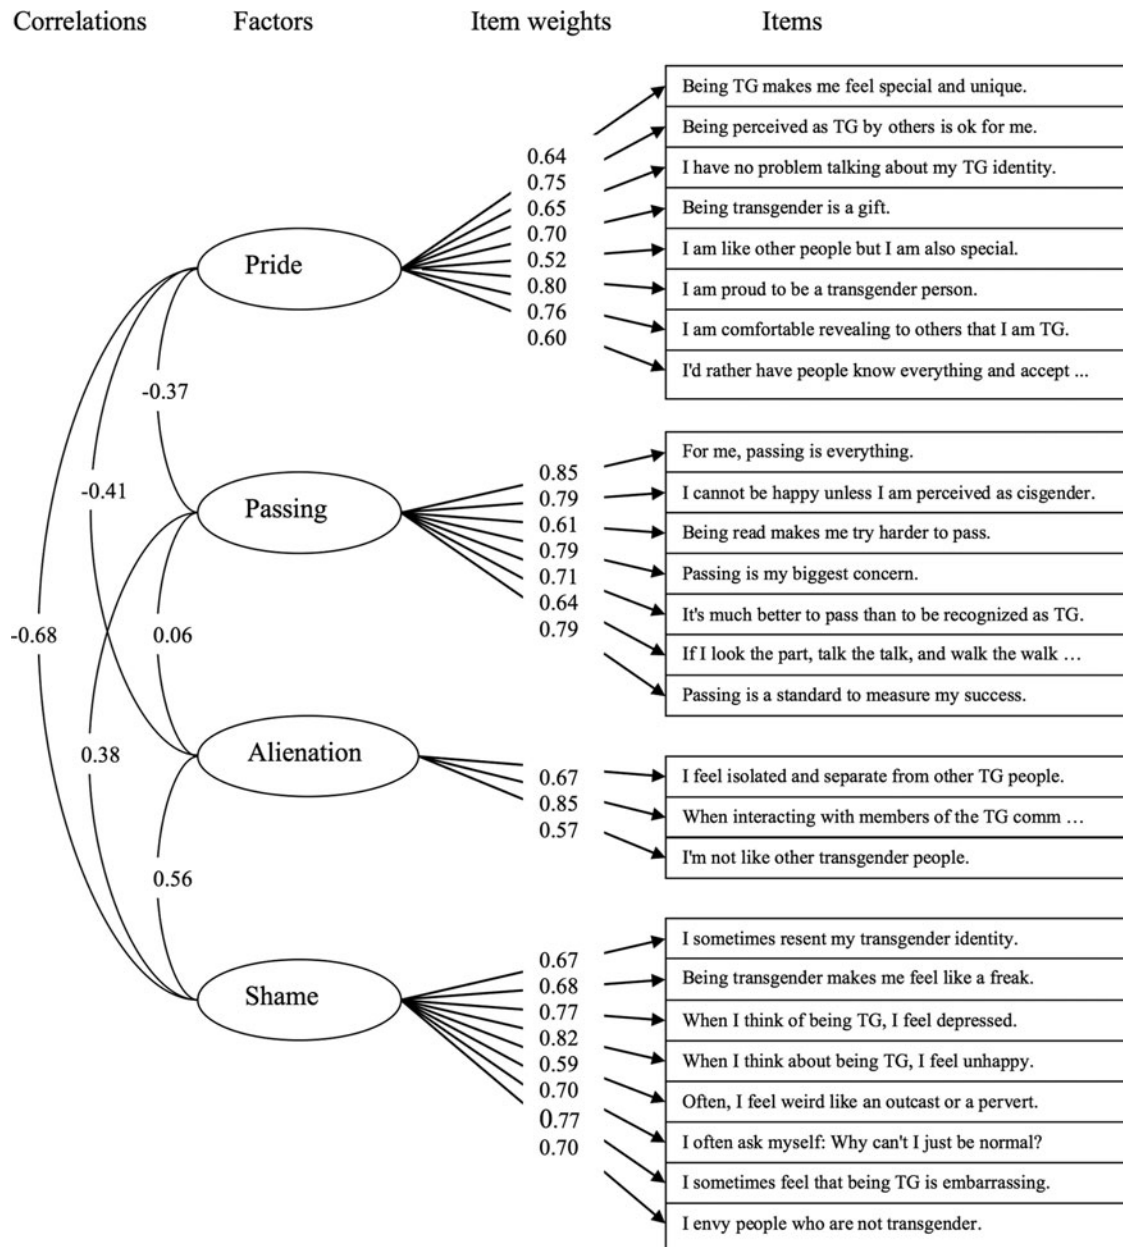 Correlations Factors Item weights Items
Being TG makes me feel special and unique.
Being perceived as TG by others is ok for me.
0.64
0.75
I have no problem talking about my TG identity.
0.65
Being transgender is a gift.
0.70
I am like other people but I am also special.
0.52
Pride
0.80
I am proud to be a transgender person.
0.76
I am comfortable revealing to others that I am TG.
0.60
I'd rather have people know everything and accept ...
-0.37
For me, passing is everything.
0.85
-0.41
I cannot be happy unless I am perceived as cisgender.
0.79
Passing
0.61
Being read makes me try harder to pass.
0.79
Passing is my biggest concern.
0.71
0.64
It's much better to pass than to be recognized as TG.
0.79
-0.68
0.06
If I look the part, talk the talk, and walk the walk …
Passing is a standard to measure my success.
0.38
Alienation
0.67
I feel isolated and separate from other TG people.
0.85
When interacting with members of the TG comm …
0.57
I'm not like other transgender people.
0.56
I sometimes resent my transgender identity.
0.67
Being transgender makes me feel like a freak.
0.68
Shame
0.77
When I think of being TG, I feel depressed.
0.82
When I think about being TG, I feel unhappy.
0.59
0.70
Often, I feel weird like an outcast or a pervert.
0.77
I often ask myself: Why can't I just be normal?
0.70
I sometimes feel that being TG is embarrassing.
I envy people who are not transgender.